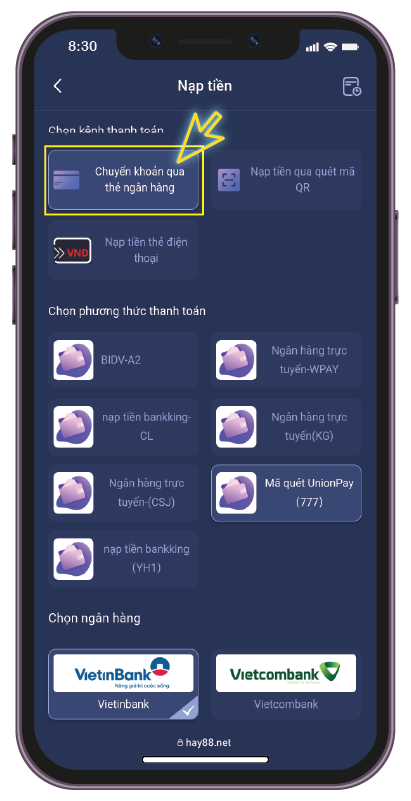 8:30
Nạp tiền
Chọn kênh thanh toán
Chuyển khoản qua
thẻ ngân hàng
Nạp tiền qua quét mã
QR
VND
Nạp tiền thẻ điện
thoại
Chọn phương thức thanh toán
BIDV-A2
Ngân hàng trực
tuyến-WPAY
nạp tiền bankking-
CL
Ngân hàng trực
tuyến(KG)
Ngân hàng trực
tuyến-(CSJ)
Mã quét UnionPay
(777)
nạp tiền bankking
(YH1)
Chọn ngân hàng
VietinBank
Nâng giá trị cuộc sống
Vietcombank
Vietinbank
Vietcombank
hay88.net